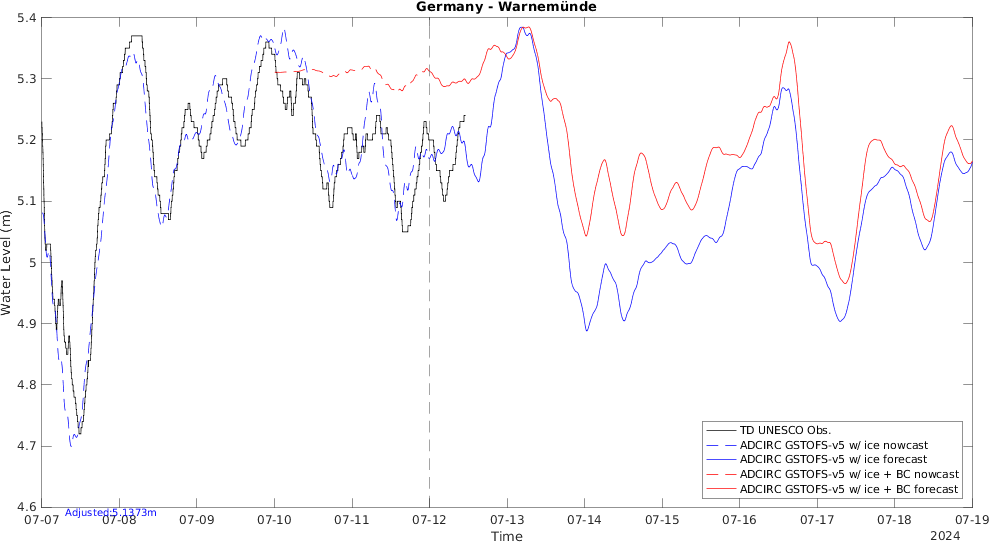 Germany - Warnemünde
Water Level (m)
5.4
5.3
5.2
5.1
5
4.9
4.8
4.7
4.6
TD UNESCO Obs.
ADCIRC GSTOFS-v5 w/ ice nowcast
ADCIRC GSTOFS-v5 w/ ice forecast
ADCIRC GSTOFS-v5 w/ ice + BC nowcast
ADCIRC GSTOFS-v5 w/ ice + BC forecast
Adjusted:5.1373m
07-07 07-08 07-09 07-10 07-11 07-12 07-13 07-14 07-15 07-16 07-17 07-18 07-19
Time
2024